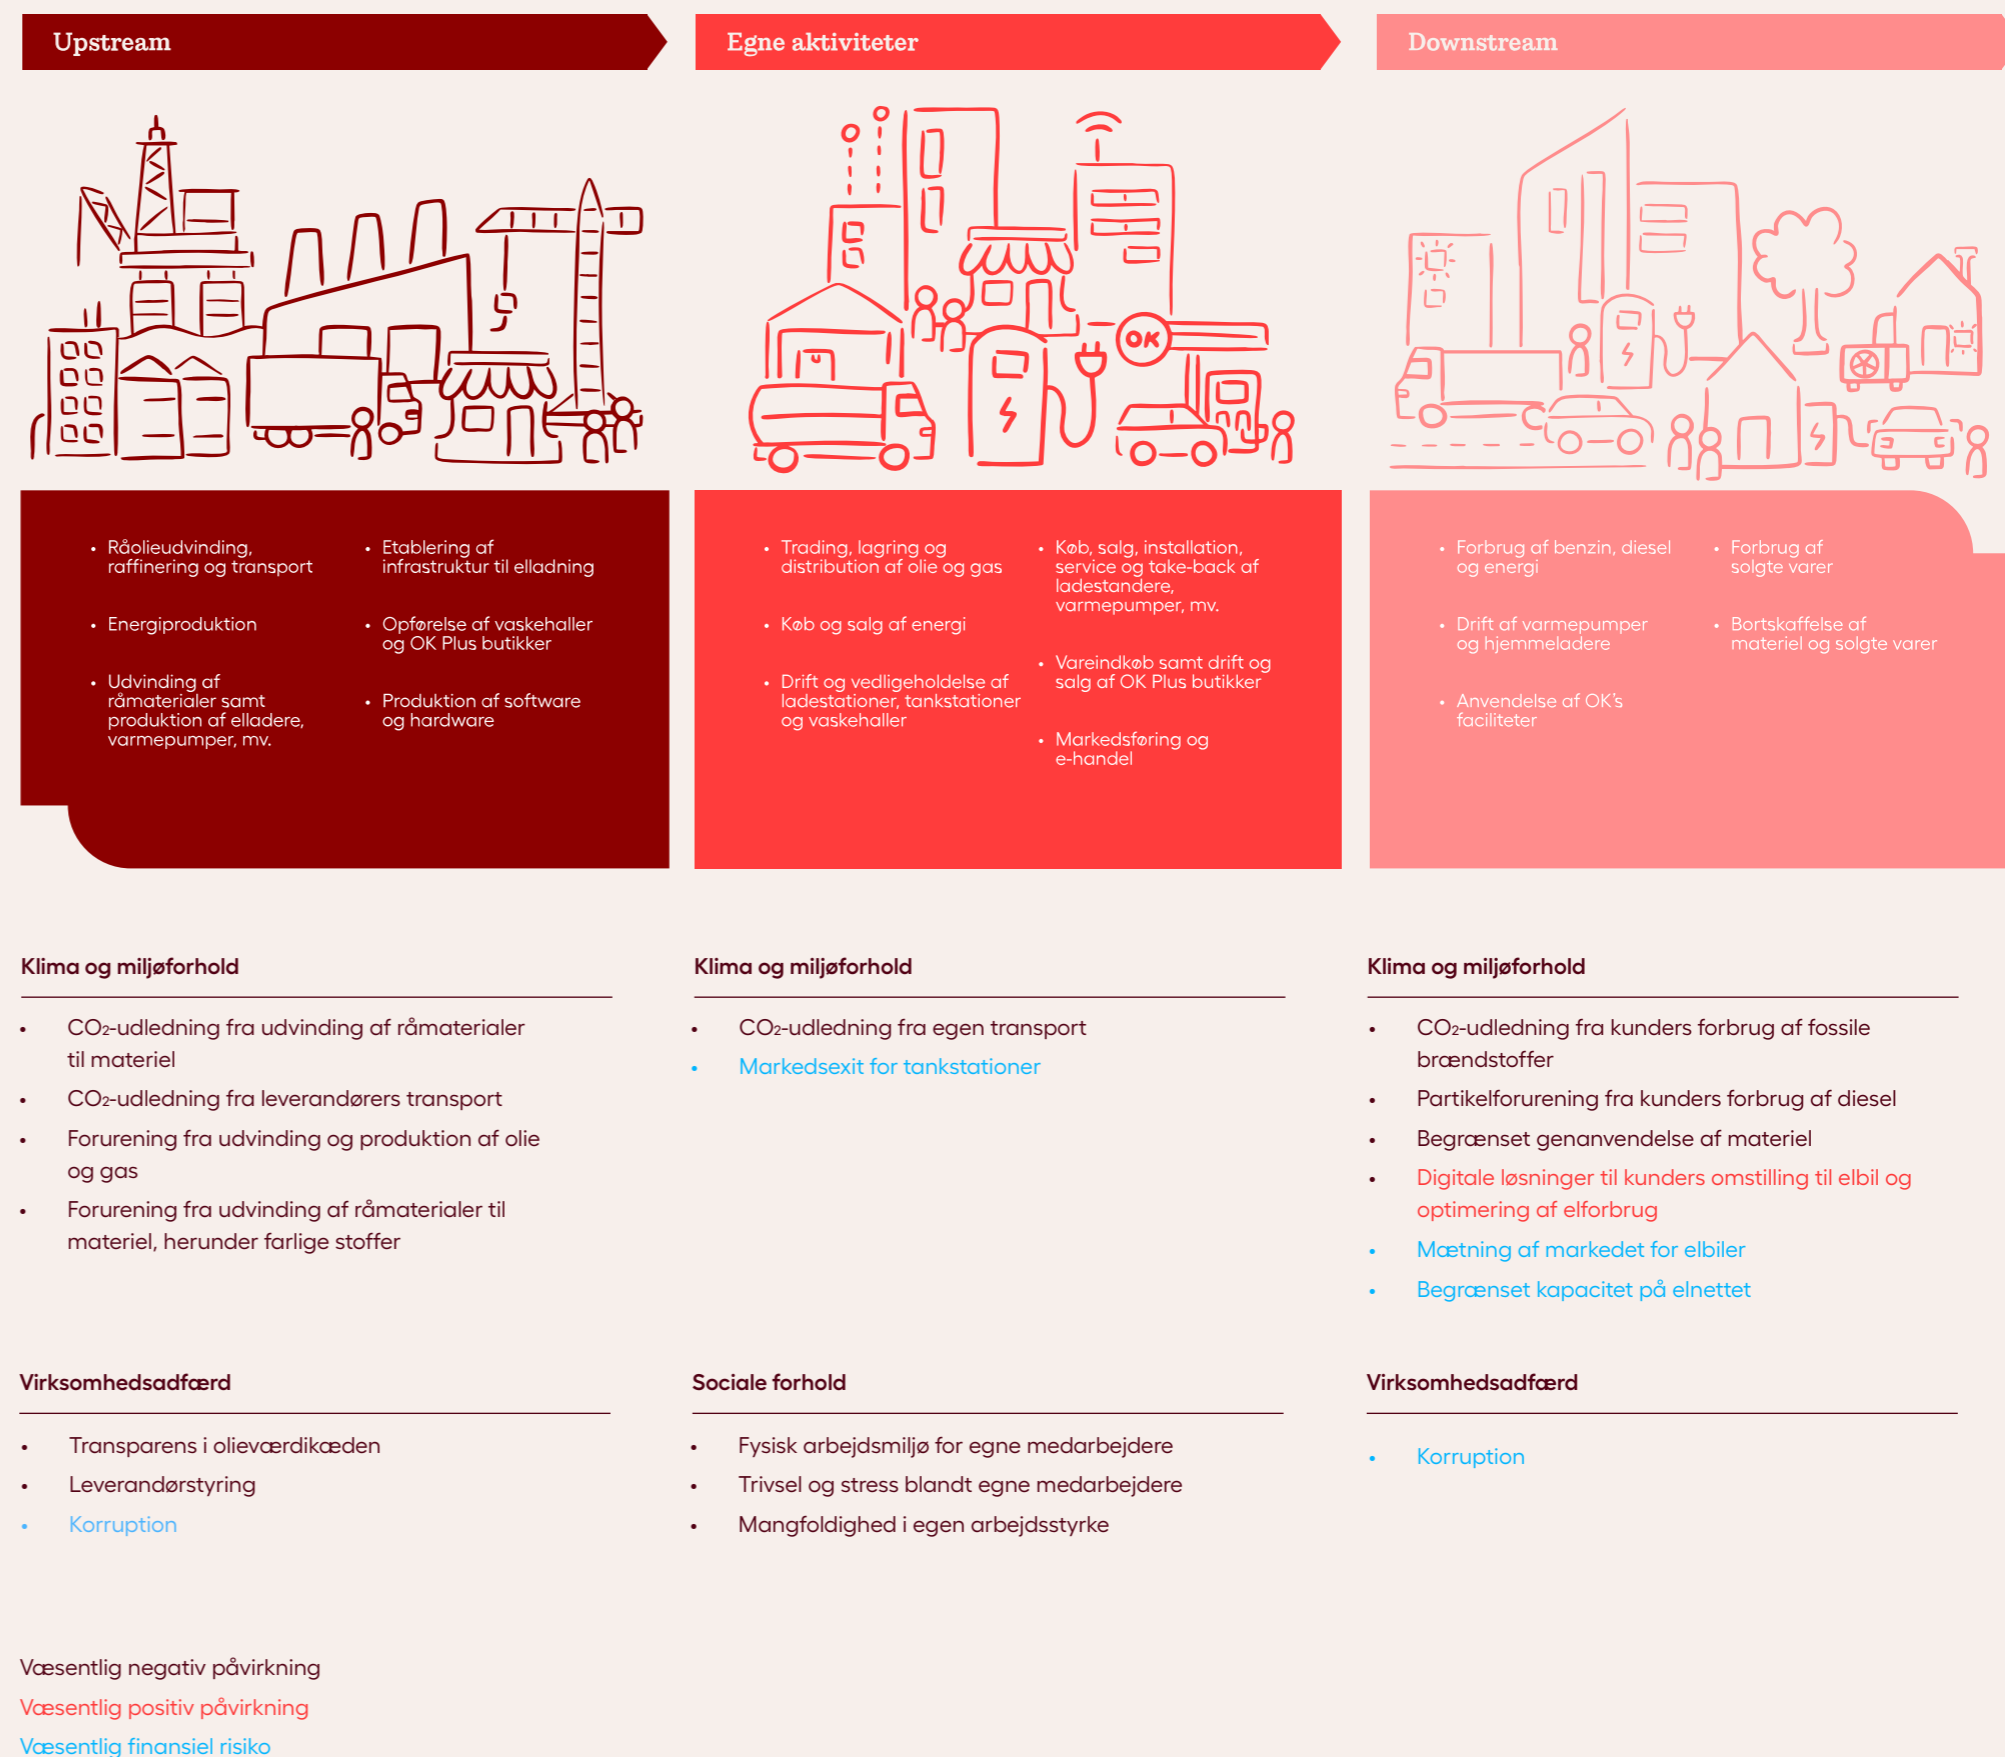 Upstream
Egne aktiviteter
Downstream
OK
• Råolieudvinding,
raffinering og transport
• Energiproduktion
• Udvinding af
råmaterialer samt
produktion af elladere,
varmepumper, mv.
• Etablering af
infrastruktur til elladning
• Opførelse af vaskehaller
og OK Plus butikker
• Produktion af software
og hardware
• Trading, lagring og
distribution af olie og gas
• Køb og salg af energi
• Drift og vedligeholdelse af
ladestationer, tankstationer
og vaskehaller
• Køb, salg, installation,
service og take-back af
ladestandere,
varmepumper, mv.
• Vareindkøb samt drift og
salg af OK Plus butikker
• Markedsføring og
e-handel
• Forbrug af benzin, diesel
og energi
• Drift af varmepumper
og hjemmeladere
• Anvendelse af OK’s
faciliteter
• Forbrug af
solgte varer
• Bortskaffelse af
materiel og solgte varer
Klima og miljøforhold
• CO₂-udledning fra udvinding af råmaterialer
til materiel
• CO₂-udledning fra leverandørers transport
• Forurening fra udvinding og produktion af olie
og gas
• Forurening fra udvinding af råmaterialer til
materiel, herunder farlige stoffer
Klima og miljøforhold
• CO₂-udledning fra egen transport
• Markedsexit for tankstationer
Klima og miljøforhold
• CO₂-udledning fra kunders forbrug af fossile
brændstoffer
• Partikelforurening fra kunders forbrug af diesel
• Begrænset genanvendelse af materiel
• Digitale løsninger til kunders omstilling til elbil og
optimering af elforbrug
• Mætning af markedet for elbiler
• Begrænset kapacitet på elnettet
Virksomhedsadfærd
• Transparens i olieværdikæden
• Leverandørstyring
• Korruption
Sociale forhold
• Fysisk arbejdsmiljø for egne medarbejdere
• Trivsel og stress blandt egne medarbejdere
• Mangfoldighed i egen arbejdsstyrke
Virksomhedsadfærd
• Korruption
Væsentlig negativ påvirkning
Væsentlig positiv påvirkning
Væsentlig finansiel risiko